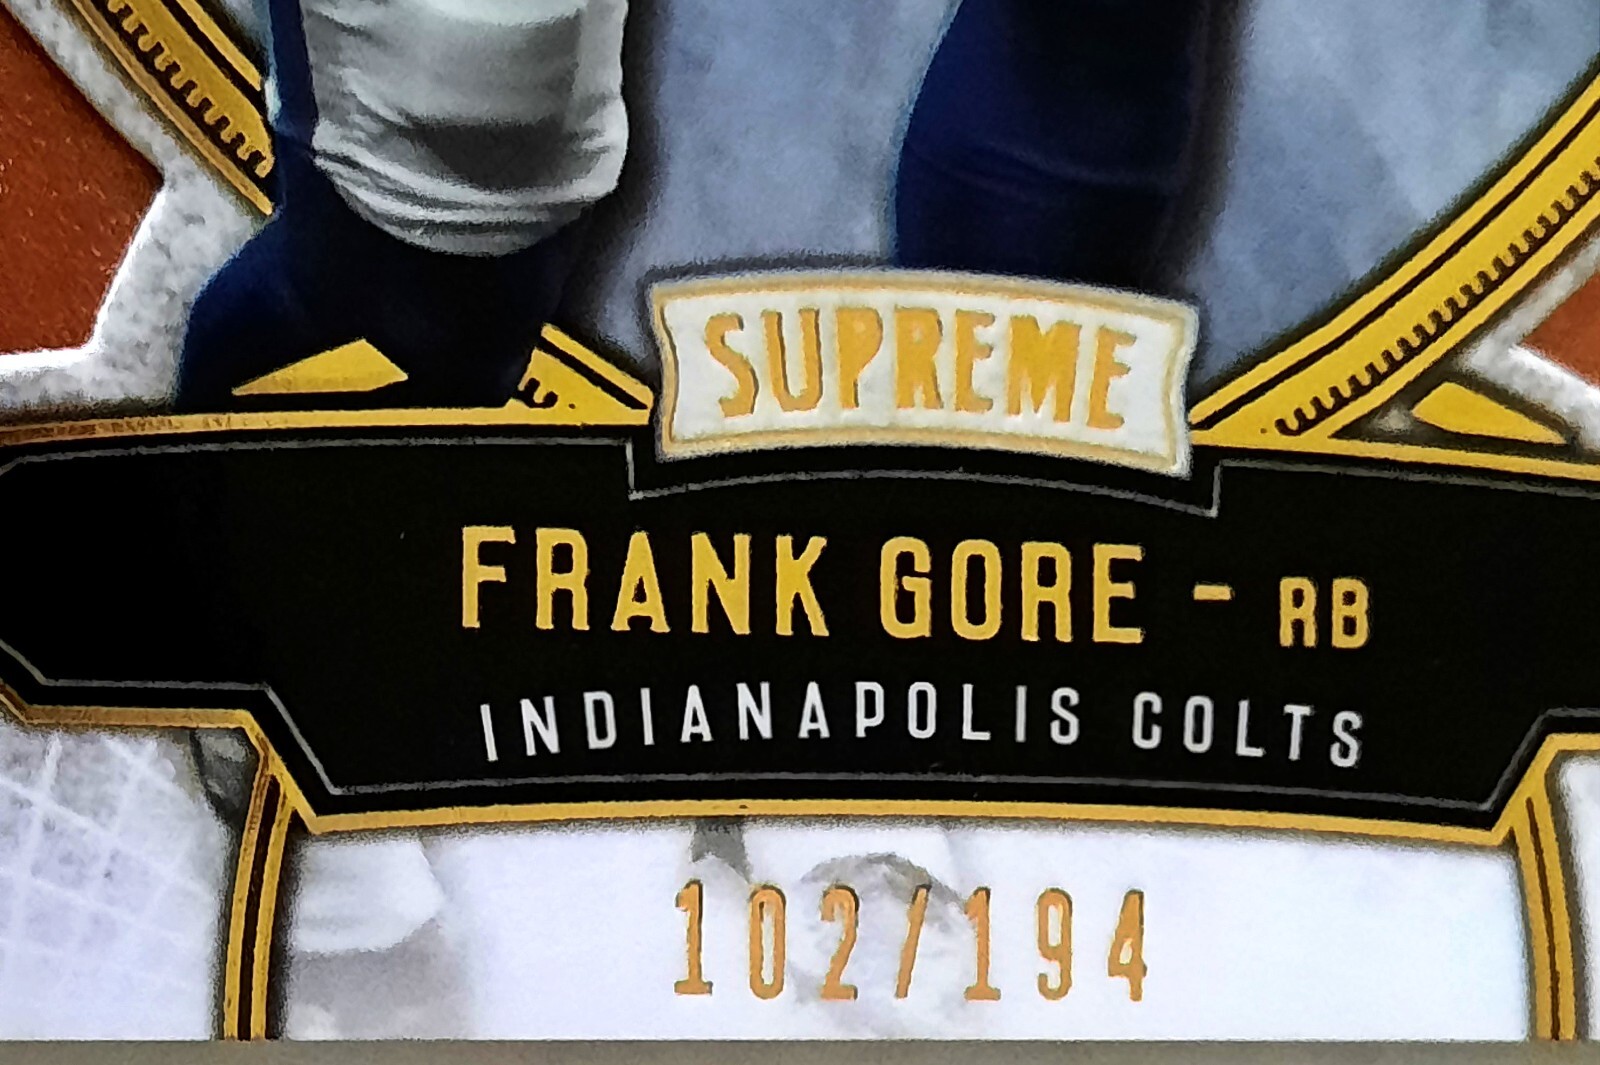 SUPREME
FRANK GORE - RB
INDIANAPOLIS COLTS
102/194